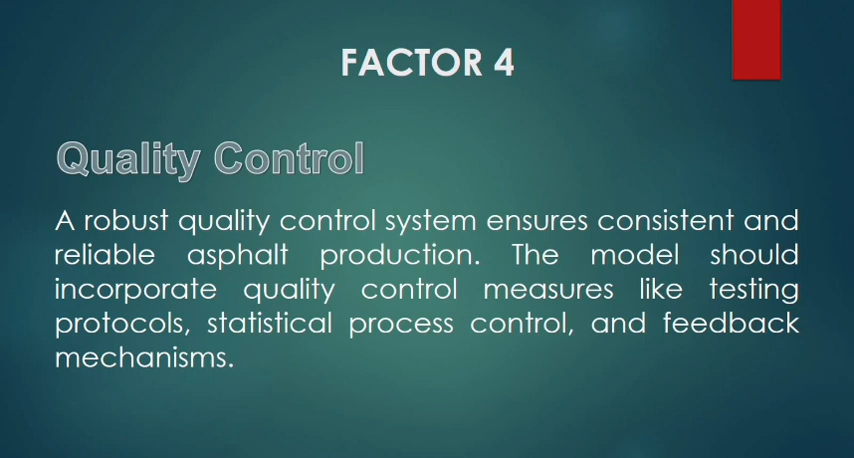 FACTOR 4
Quality Control
A robust quality control system ensures consistent and
reliable asphalt production. The model should
incorporate quality control measures like testing
protocols, statistical process control, and feedback
mechanisms.